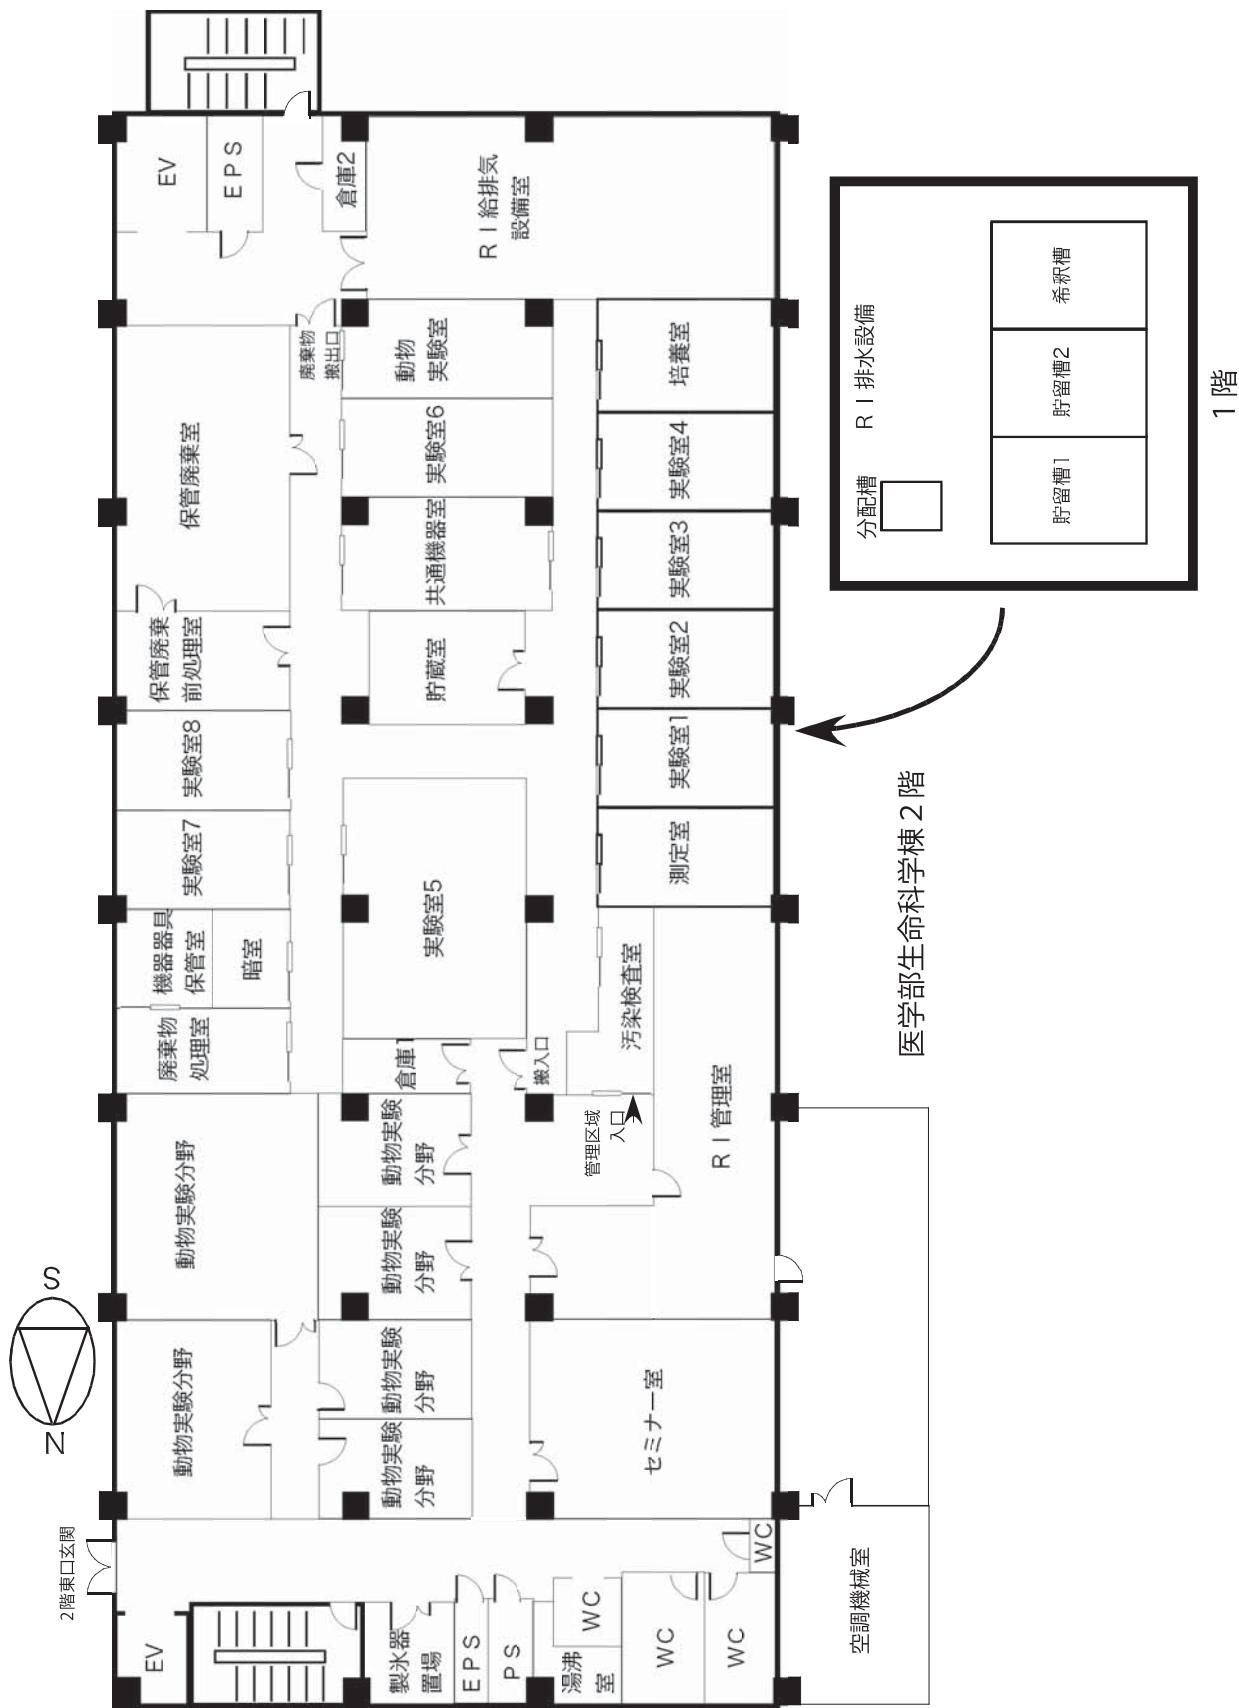 EV
EPS
倉庫2
RI給排気
設備室
保管廃棄室
廃棄物
搬出口
動物
実験室
実験室6
共通機器室
貯蔵室
培養室
実験室4
実験室3
実験室2
実験室1
測定室
保管廃棄
前処理室
実験室8
実験室7
機器器具
保管室
暗室
廃棄物
処理室
実験室5
倉庫1
搬入口
汚染検査室
管理区域
入口
RI管理室
動物実験分野
動物実験
分野
動物実験
分野
動物実験分野
動物実験
分野
動物実験
分野
セミナー室
S
N
2階東口玄関
EV
製氷器
置場
EPS
PS
湯沸
室
WC
WC
WC
WC
空調機械室
医学部生命科学棟2階
RI排水設備
分配槽
貯留槽1
貯留槽2
希釈槽
1階